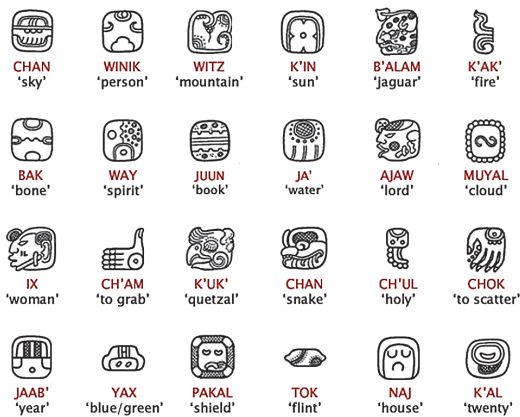 CHAN WINIK WITZ K'IN B'ALAM K'AK'
'sky' 'person' 'mountain' 'sun' 'jaguar' 'fire'
BAK WAY JUUN JA' AJAW MUYAL
'bone' 'spirit' 'book' 'water' 'lord' 'cloud'
IX CH'AM K'UK' CHAN CH'UL CHOK
'woman' 'to grab' 'quetzal' 'snake' 'holy' 'to scatter'
JAAB' YAX PAKAL TOK NAJ K'AL
'year' 'blue/green' 'shield' 'flint' 'house' 'twenty'